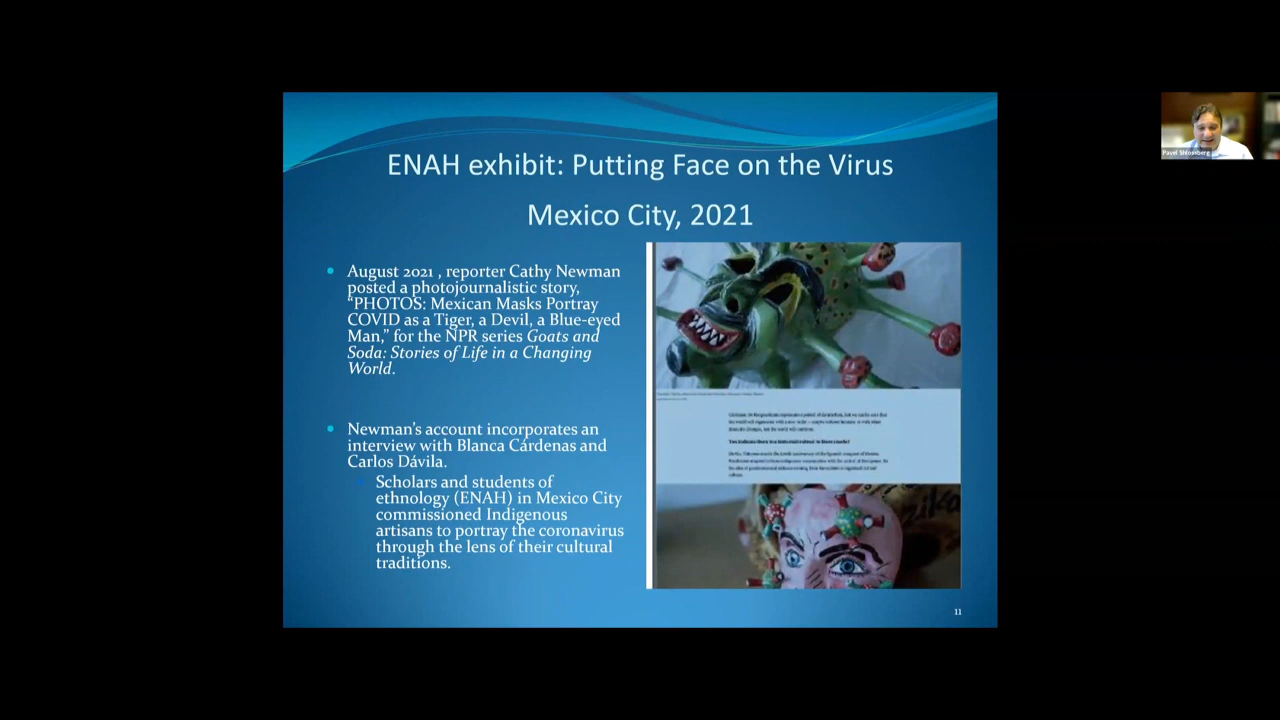 ENAH exhibit: Putting Face on the Virus
Mexico City, 2021
August 2021 , reporter Cathy Newman
posted a photojournalistic story,
“PHOTOS: Mexican Masks Portray
COVID as a Tiger, a Devil, a Blue-eyed
Man,” for the NPR series Goats and
Soda: Stories of Life in a Changing
World.
Newman’s account incorporates an
interview with Blanca Cárdenas and
Carlos Dávila.
Scholars and students of
ethnology (ENAH) in Mexico City
commissioned Indigenous
artisans to portray the coronavirus
through the lens of their cultural
traditions.
11
Pavel Shlossberg